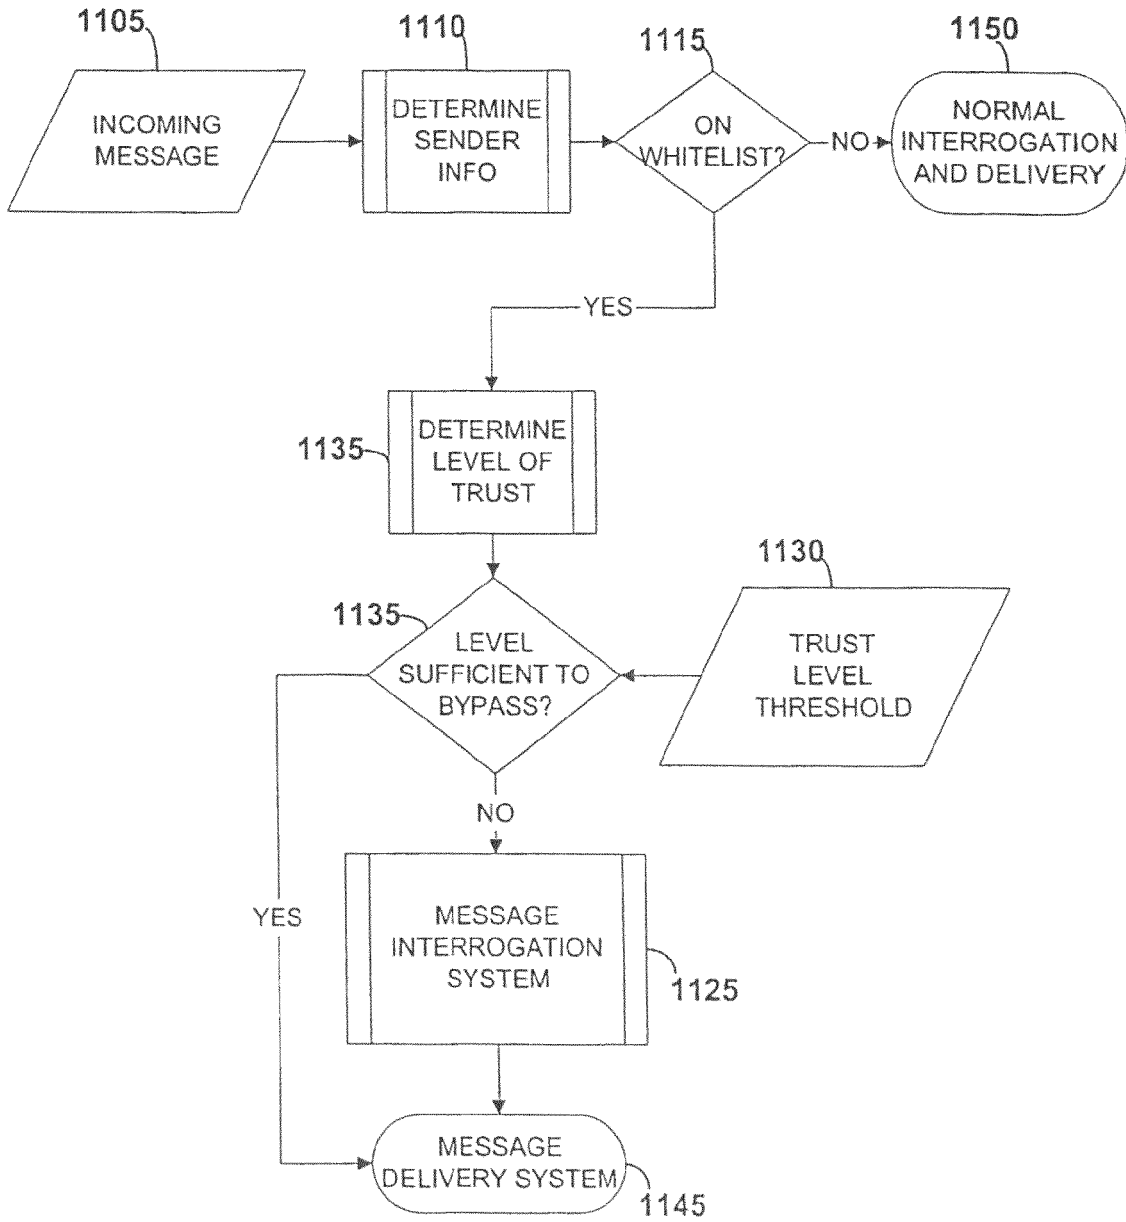 1105
1110
1115
1150
INCOMING
MESSAGE
DETERMINE
SENDER
INFO
ON
WHITELIST?
NO
NORMAL
INTERROGATION
AND DELIVERY
YES
1135
DETERMINE
LEVEL OF
TRUST
1130
1135
LEVEL
SUFFICIENT TO
BYPASS?
TRUST
LEVEL
THRESHOLD
NO
YES
MESSAGE
INTERROGATION
SYSTEM
1125
MESSAGE
DELIVERY SYSTEM
1145